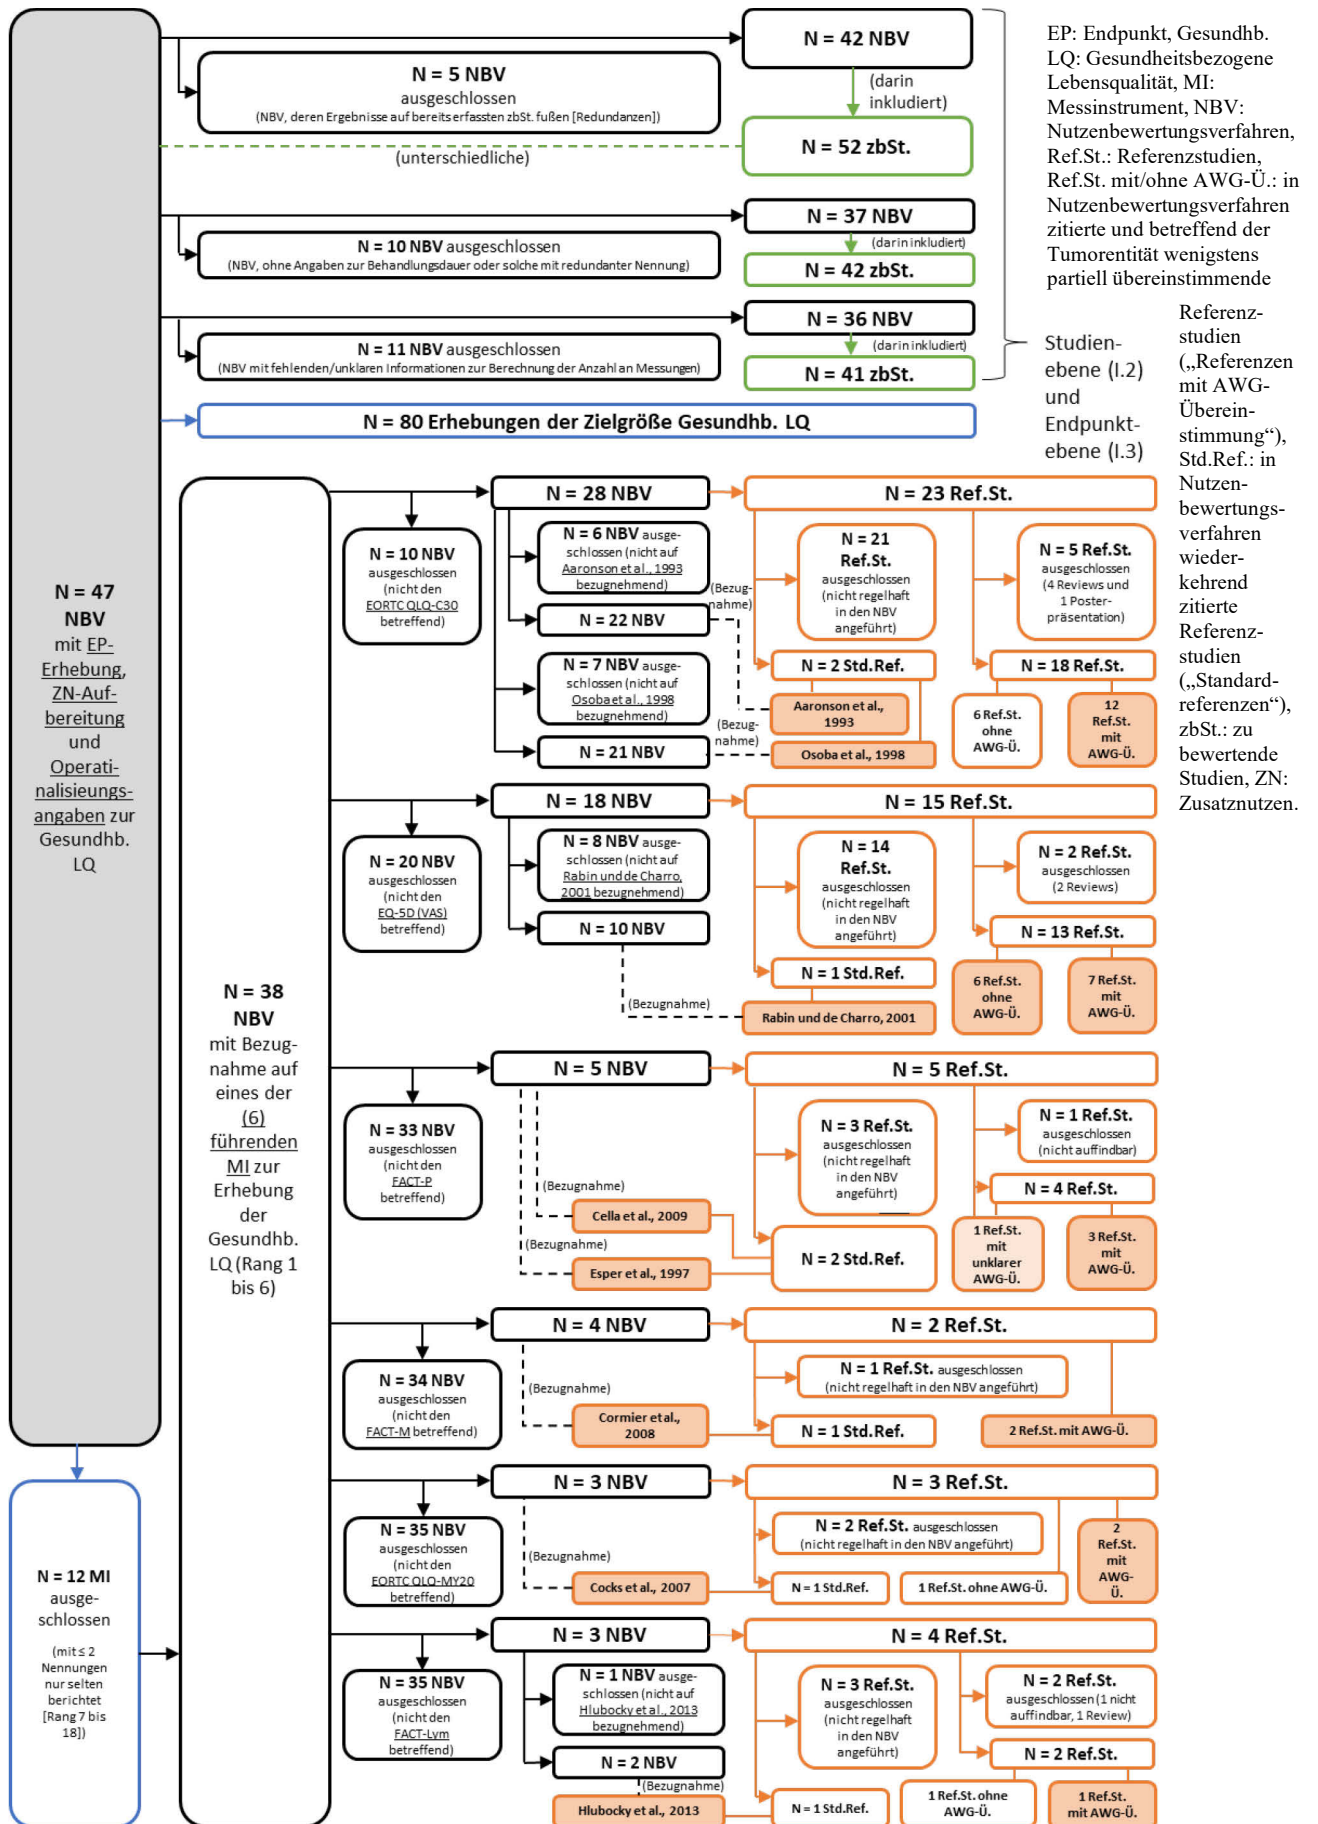 N = 47
NBV
mit EP-
Erhebung,
ZN-Auf-
bereitung
und
Operati-
nalisieungs-
angaben zur
Gesundhb.
LQ
N = 42 NBV
N = 5 NBV
ausgeschlossen
(NBV, deren Ergebnisse auf bereits erfassten zbSt. fußen [Redundanzen])
(darin
inkludiert)
N = 52 zbSt.
(unterschiedliche)
N = 37 NBV
N = 10 NBV ausgeschlossen
(NBV, ohne Angaben zur Behandlungsdauer oder solche mit redundanter Nennung)
(darin inkludiert)
N = 42 zbSt.
N = 36 NBV
N = 11 NBV ausgeschlossen
(NBV mit fehlenden/unklaren Informationen zur Berechnung der Anzahl an Messungen)
(darin inkludiert)
N = 41 zbSt.
N = 80 Erhebungen der Zielgröße Gesundhb. LQ
Studien-
ebene (I.2)
und
Endpunkt-
ebene (I.3)
EP: Endpunkt, Gesundhb.
LQ: Gesundheitsbezogene
Lebensqualität, MI:
Messinstrument, NBV:
Nutzenbewertungsverfahren,
Ref.St.: Referenzstudien,
Ref.St. mit/ohne AWG-Ü.: in
Nutzenbewertungsverfahren
zitierte und betreffend der
Tumorentität wenigstens
partiell übereinstimmende
Referenz-
studien
(„Referenzen
mit AWG-
Überein-
stimmung“),
Std.Ref.: in
Nutzen-
bewertungs-
verfahren
wieder-
kehrend
zitierte
Referenz-
studien
(„Standard-
referenzen“),
zbSt.: zu
bewertende
Studien, ZN:
Zusatznutzen.
N = 12 MI
ausge-
schlossen
(mit ≤ 2
Nennungen
nur selten
berichtet
[Rang 7 bis
18])
N = 38
NBV
mit Bezug-
nahme auf
eines der
(6)
führenden
MI zur
Erhebung
der
Gesundhb.
LQ (Rang 1
bis 6)
N = 28 NBV
N = 10 NBV
ausgeschlossen
(nicht den
EORTC QLQ-C30
betreffend)
N = 6 NBV ausge-
schlossen (nicht auf
Aaronson et al., 1993
bezugnehmend)
N = 22 NBV
N = 7 NBV ausge-
schlossen (nicht auf
Osoba et al., 1998
bezugnehmend)
N = 21 NBV
(Bezug-
nahme)
(Bezug-
nahme)
N = 23 Ref.St.
N = 21
Ref.St.
ausgeschlossen
(nicht regelhaft
in den NBV
angeführt)
N = 2 Std.Ref.
Aaronson et al.,
1993
Osoba et al., 1998
N = 5 Ref.St.
ausgeschlossen
(4 Reviews und
1 Poster-
präsentation)
N = 18 Ref.St.
6 Ref.St.
ohne
AWG-Ü.
12
Ref.St.
mit
AWG-Ü.
N = 18 NBV
N = 20 NBV
ausgeschlossen
(nicht den
EQ-5D (VAS)
betreffend)
N = 8 NBV ausge-
schlossen (nicht auf
Rabin und de Charro,
2001 bezugnehmend)
N = 10 NBV
(Bezugnahme)
N = 15 Ref.St.
N = 14
Ref.St.
ausgeschlossen
(nicht regelhaft
in den NBV
angeführt)
N = 1 Std.Ref.
Rabin und de Charro, 2001
N = 2 Ref.St.
ausgeschlossen
(2 Reviews)
N = 13 Ref.St.
6 Ref.St.
ohne
AWG-Ü.
7 Ref.St.
mit
AWG-Ü.
N = 5 NBV
N = 33 NBV
ausgeschlossen
(nicht den
FACT-P
betreffend)
(Bezugnahme)
Cella et al., 2009
(Bezugnahme)
Esper et al., 1997
N = 5 Ref.St.
N = 3 Ref.St.
ausgeschlossen
(nicht regelhaft
in den NBV
angeführt)
N = 2 Std.Ref.
N = 1 Ref.St.
ausgeschlossen
(nicht auffindbar)
N = 4 Ref.St.
1 Ref.St.
mit
unklarer
AWG-Ü.
3 Ref.St.
mit
AWG-Ü.
N = 4 NBV
N = 34 NBV
ausgeschlossen
(nicht den
FACT-M betreffend)
(Bezugnahme)
Cormier et al.,
2008
N = 2 Ref.St.
N = 1 Ref.St. ausgeschlossen
(nicht regelhaft in den NBV angeführt)
N = 1 Std.Ref.
2 Ref.St. mit AWG-Ü.
N = 3 NBV
N = 35 NBV
ausgeschlossen
(nicht den
EORTC QLQ-MY20
betreffend)
(Bezugnahme)
Cocks et al., 2007
N = 3 Ref.St.
N = 2 Ref.St. ausgeschlossen
(nicht regelhaft in den NBV angeführt)
N = 1 Std.Ref.
1 Ref.St. ohne AWG-Ü.
2
Ref.St.
mit
AWG-
Ü.
N = 3 NBV
N = 35 NBV
ausgeschlossen
(nicht den
FACT-Lym
betreffend)
N = 1 NBV ausge-
schlossen (nicht auf
Hlubocky et al., 2013
bezugnehmend)
N = 2 NBV
(Bezugnahme)
Hlubocky et al., 2013
N = 4 Ref.St.
N = 3 Ref.St.
ausgeschlossen
(nicht regelhaft
in den NBV
angeführt)
N = 1 Std.Ref.
N = 2 Ref.St.
ausgeschlossen (1 nicht
auffindbar, 1 Review)
N = 2 Ref.St.
1 Ref.St. ohne
AWG-Ü.
1 Ref.St.
mit AWG-Ü.